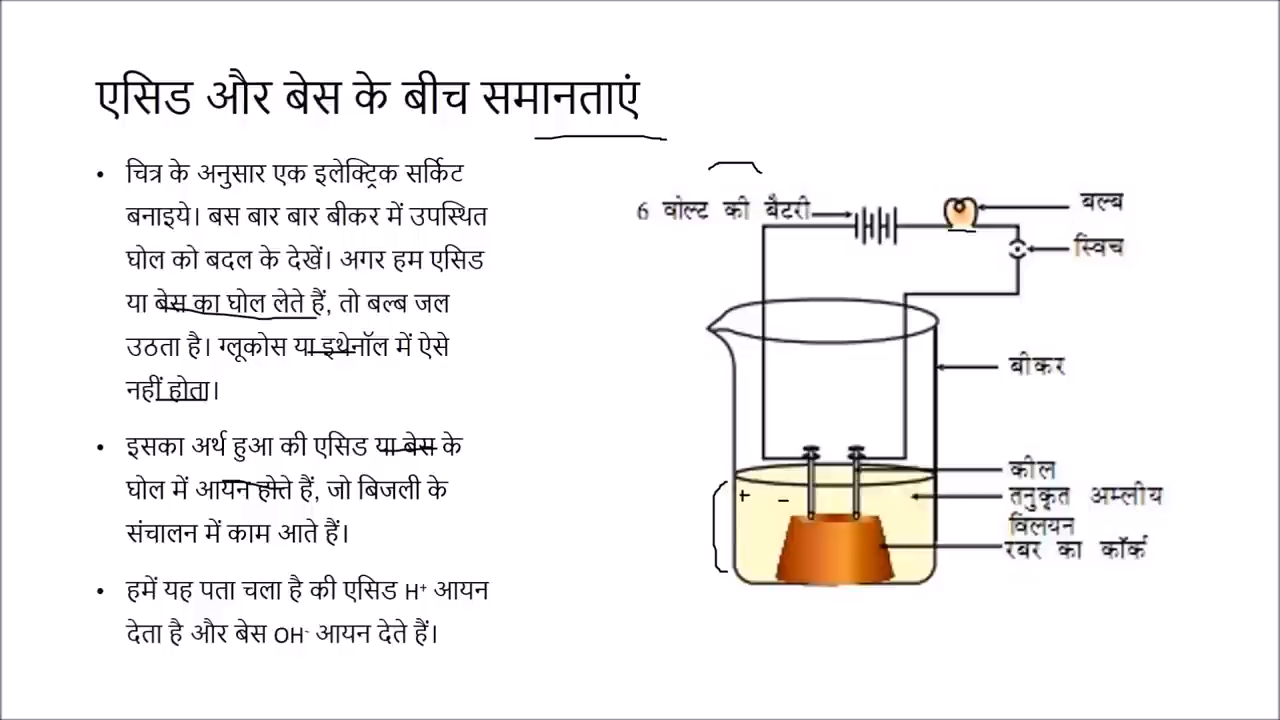 एसिड और बेस के बीच समानताएं
• चित्र के अनुसार एक इलेक्ट्रिक सर्किट
बनाइये। बस बार बार बीकर में उपस्थित
घोल को बदल के देखें। अगर हम एसिड
या बेस का घोल लेते हैं, तो बल्ब जल
उठता है। ग्लूकोस या इथेनॉल में ऐसे
नहीं होता।
• इसका अर्थ हुआ की एसिड या बेस के
घोल में आयन होते हैं, जो बिजली के
संचालन में काम आते हैं।
• हमें यह पता चला है की एसिड H⁺ आयन
देता है और बेस OH⁻ आयन देते हैं।
6 वोल्ट की बैटरी
बल्ब
स्विच
बीकर
कील
तनुकृत अम्लीय
विलयन
रबर का कॉर्क
+ −